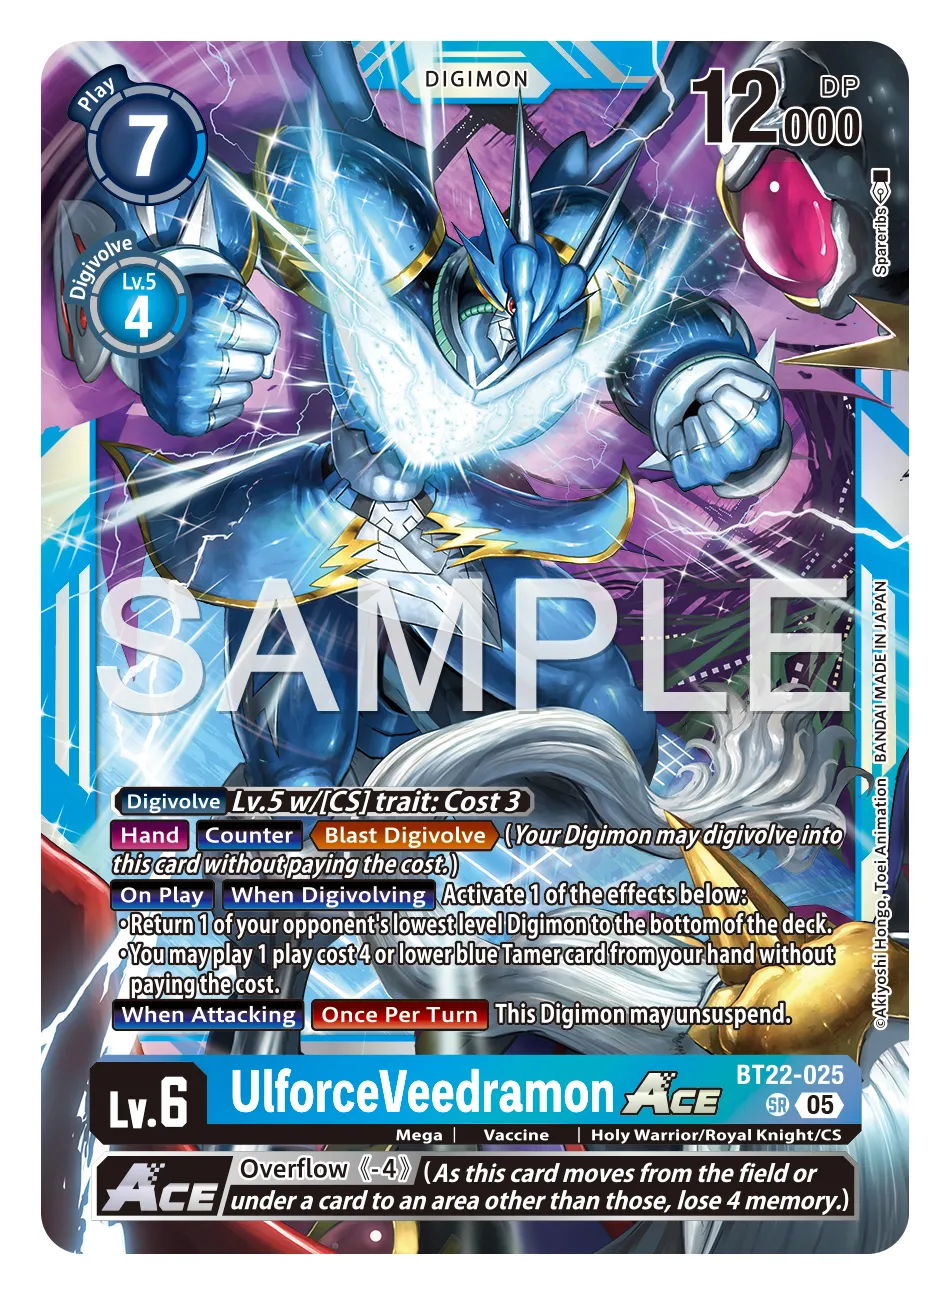 DIGIMON
Play
7
12000
DP
Digivolve
Lv.5
4
Spareribs
SAMPLE
Digivolve Lv.5 w/[CS] trait: Cost 3
Hand Counter Blast Digivolve (Your Digimon may digivolve into
this card without paying the cost.)
On Play When Digivolving Activate 1 of the effects below:
・Return 1 of your opponent's lowest level Digimon to the bottom of the deck.
・You may play 1 play cost 4 or lower blue Tamer card from your hand without
paying the cost.
When Attacking Once Per Turn This Digimon may unsuspend.
©Akiyoshi Hongo, Toei Animation BANDAI MADE IN JAPAN
Lv.6
UlforceVeedramon ACE
BT22-025
SR 05
Mega | Vaccine | Holy Warrior/Royal Knight/CS
ACE
Overflow《-4》(As this card moves from the field or
under a card to an area other than those, lose 4 memory.)